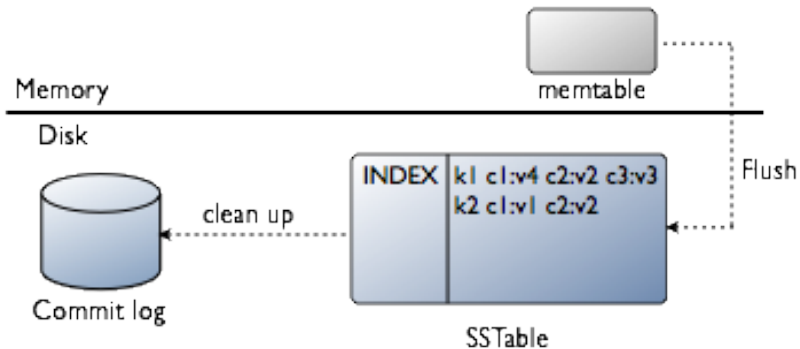 memtable
Memory
Disk
Flush
INDEX
k1 c1:v4 c2:v2 c3:v3
k2 c1:v1 c2:v2
clean up
Commit log
SSTable